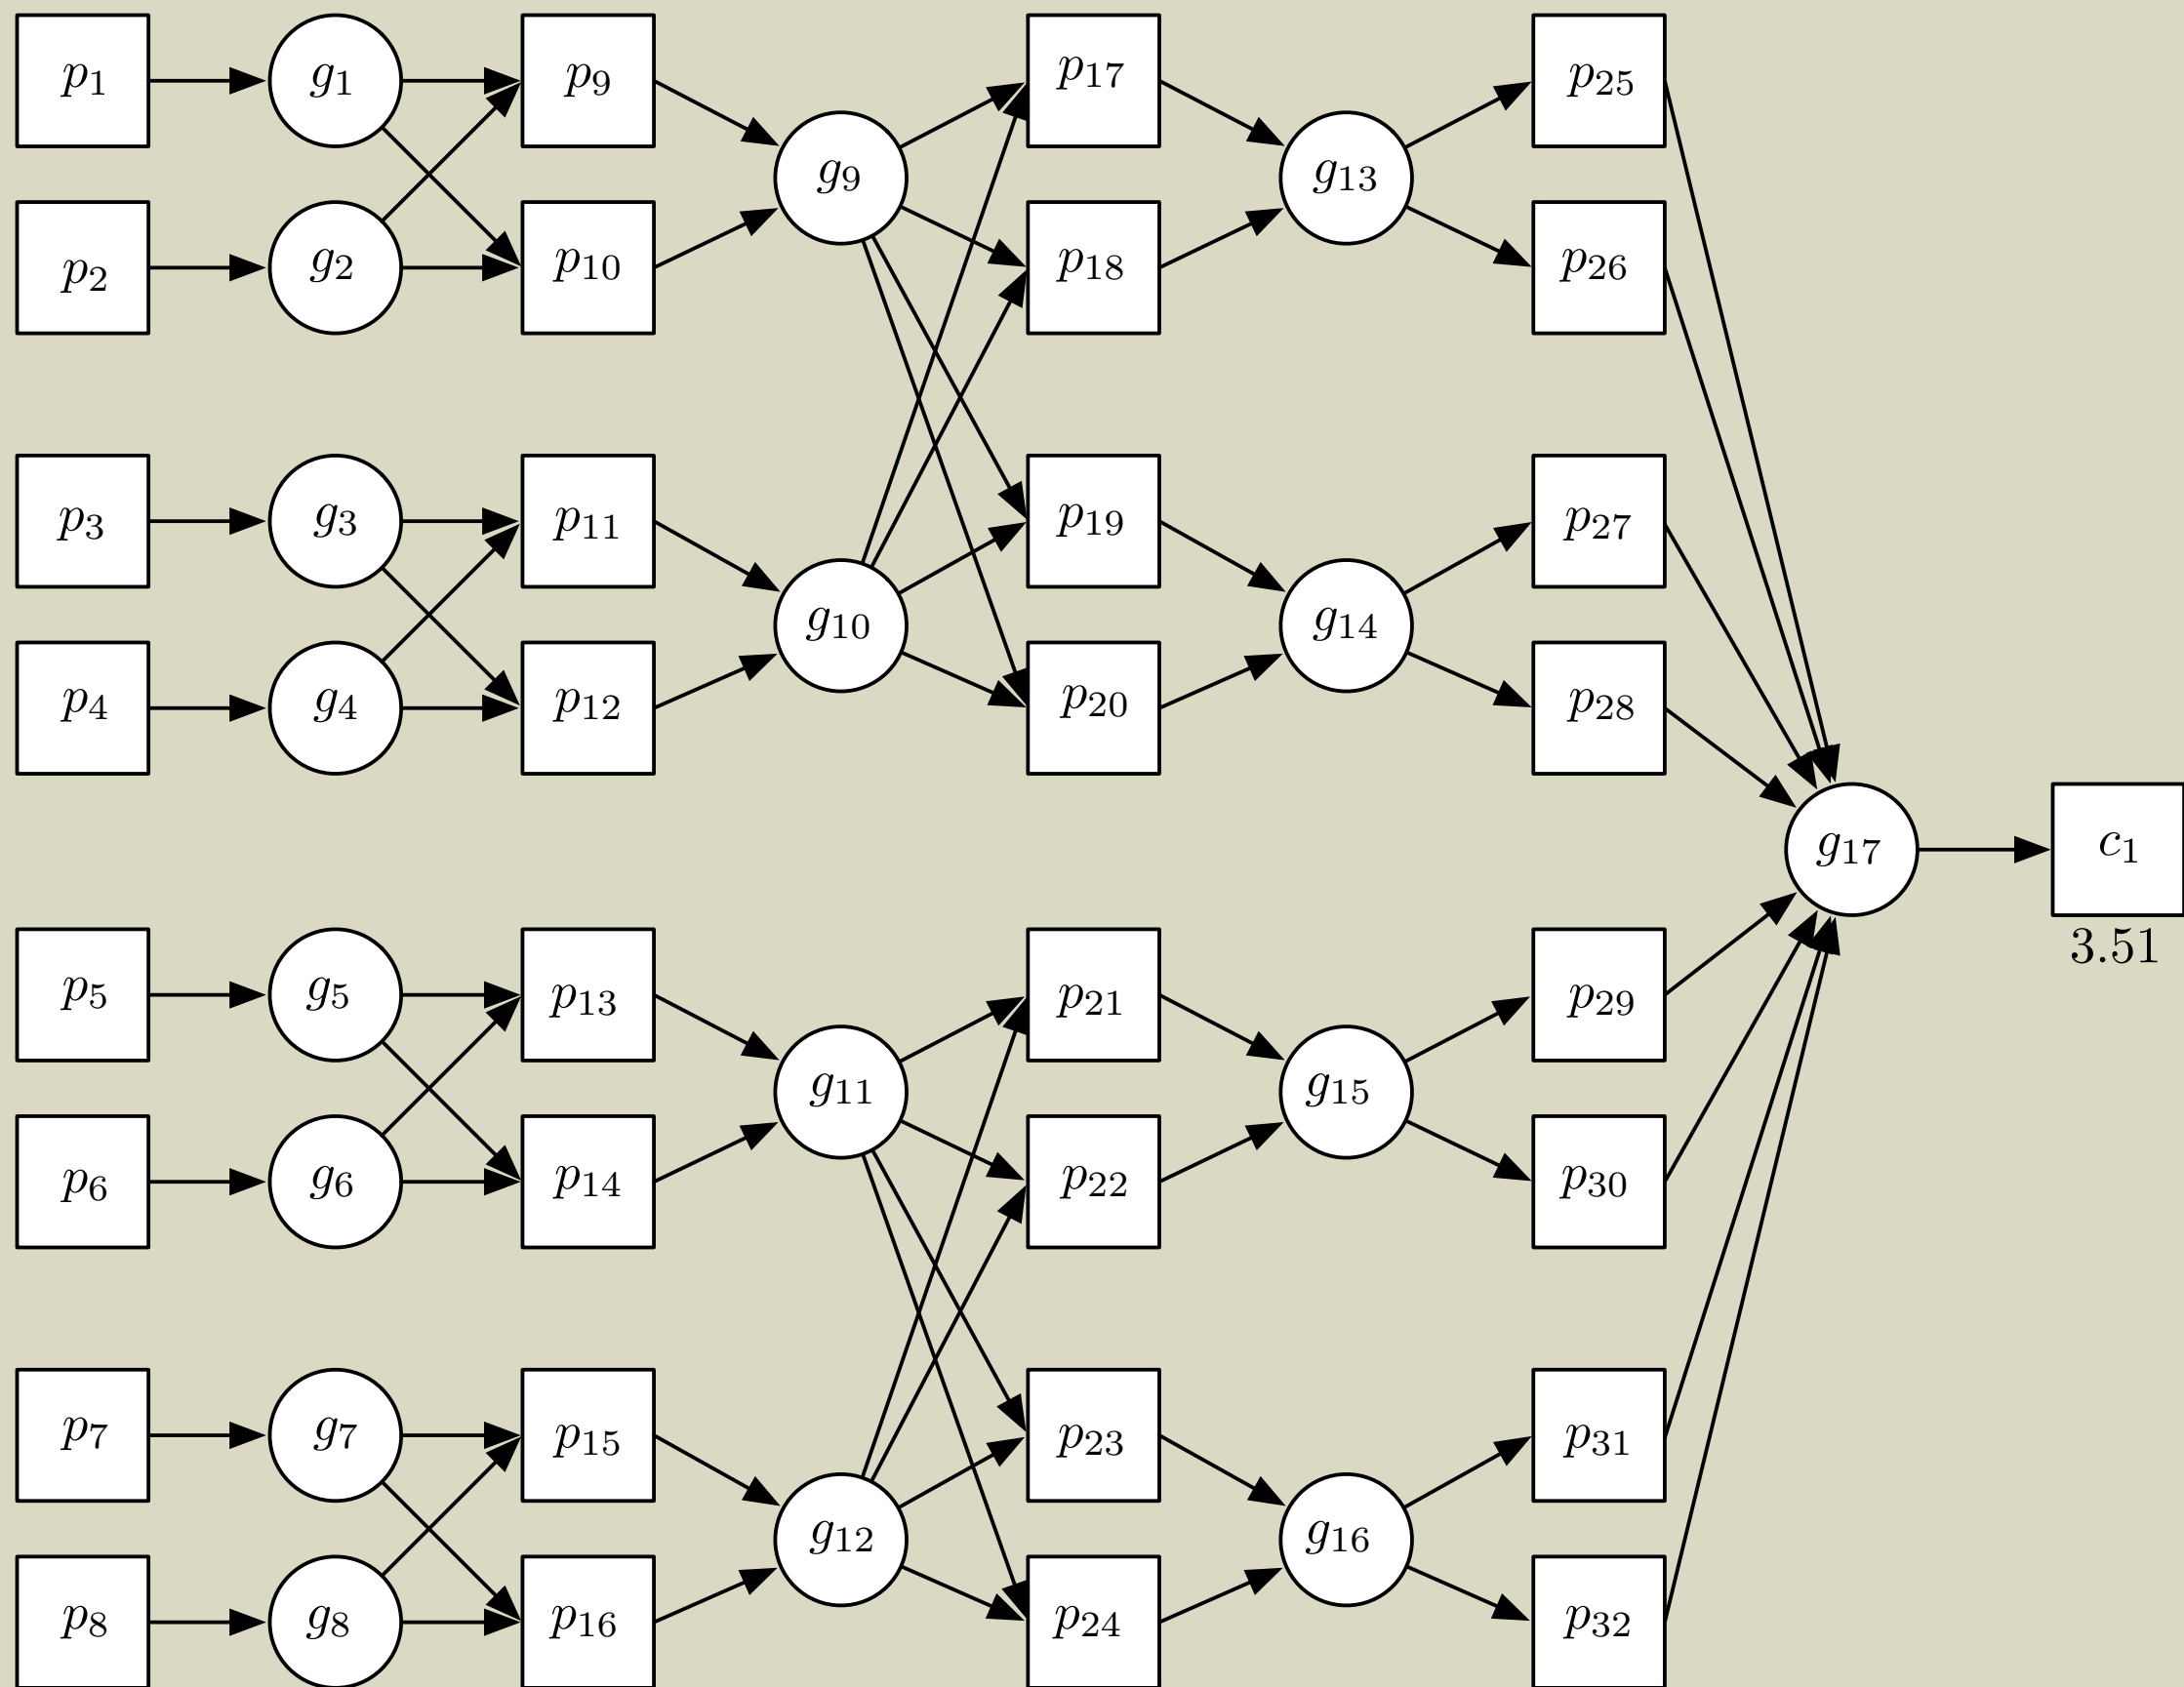 p1 g1 p9 p17 p25
g9 g13
p2 g2 p10 p18 p26
p3 g3 p11 p19 p27
g10 g14
p4 g4 p12 p20 p28
g17 c1
3.51
p5 g5 p13 p21 p29
g11 g15
p6 g6 p14 p22 p30
p7 g7 p15 p23 p31
g12 g16
p8 g8 p16 p24 p32